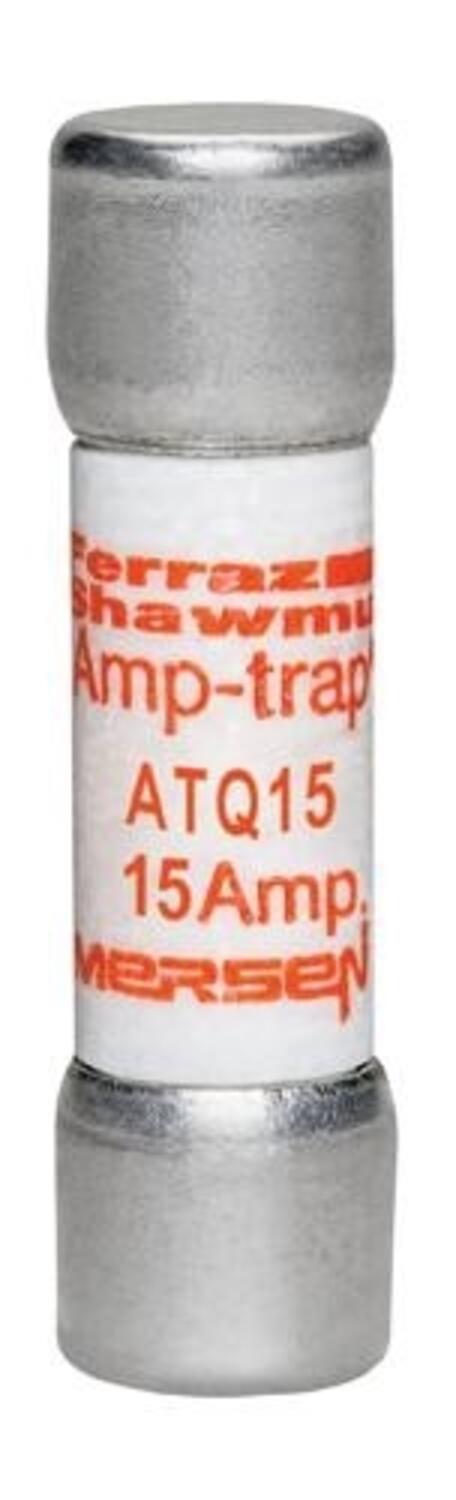 Ferraz
Shawmu
Amp-trap
ATQ15
15Amp.
MERSEN